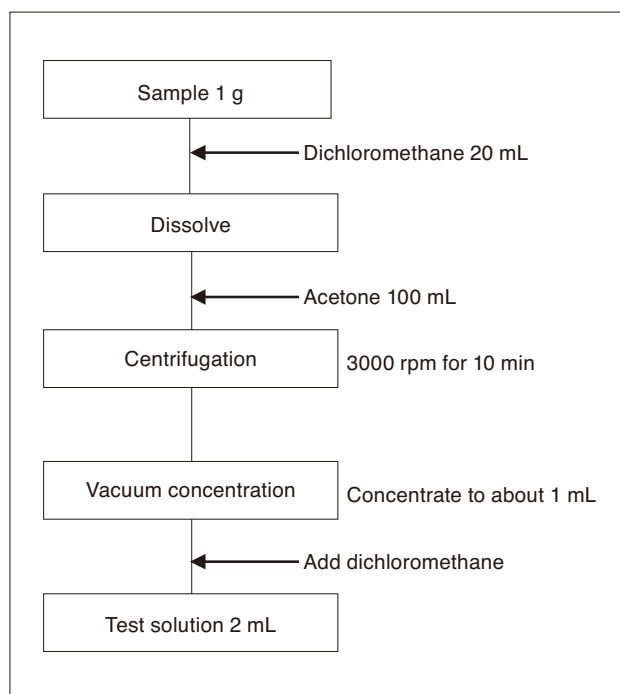 Sample 1 g
Dichloromethane 20 mL
Dissolve
Acetone 100 mL
Centrifugation
3000 rpm for 10 min
Vacuum concentration
Concentrate to about 1 mL
Add dichloromethane
Test solution 2 mL